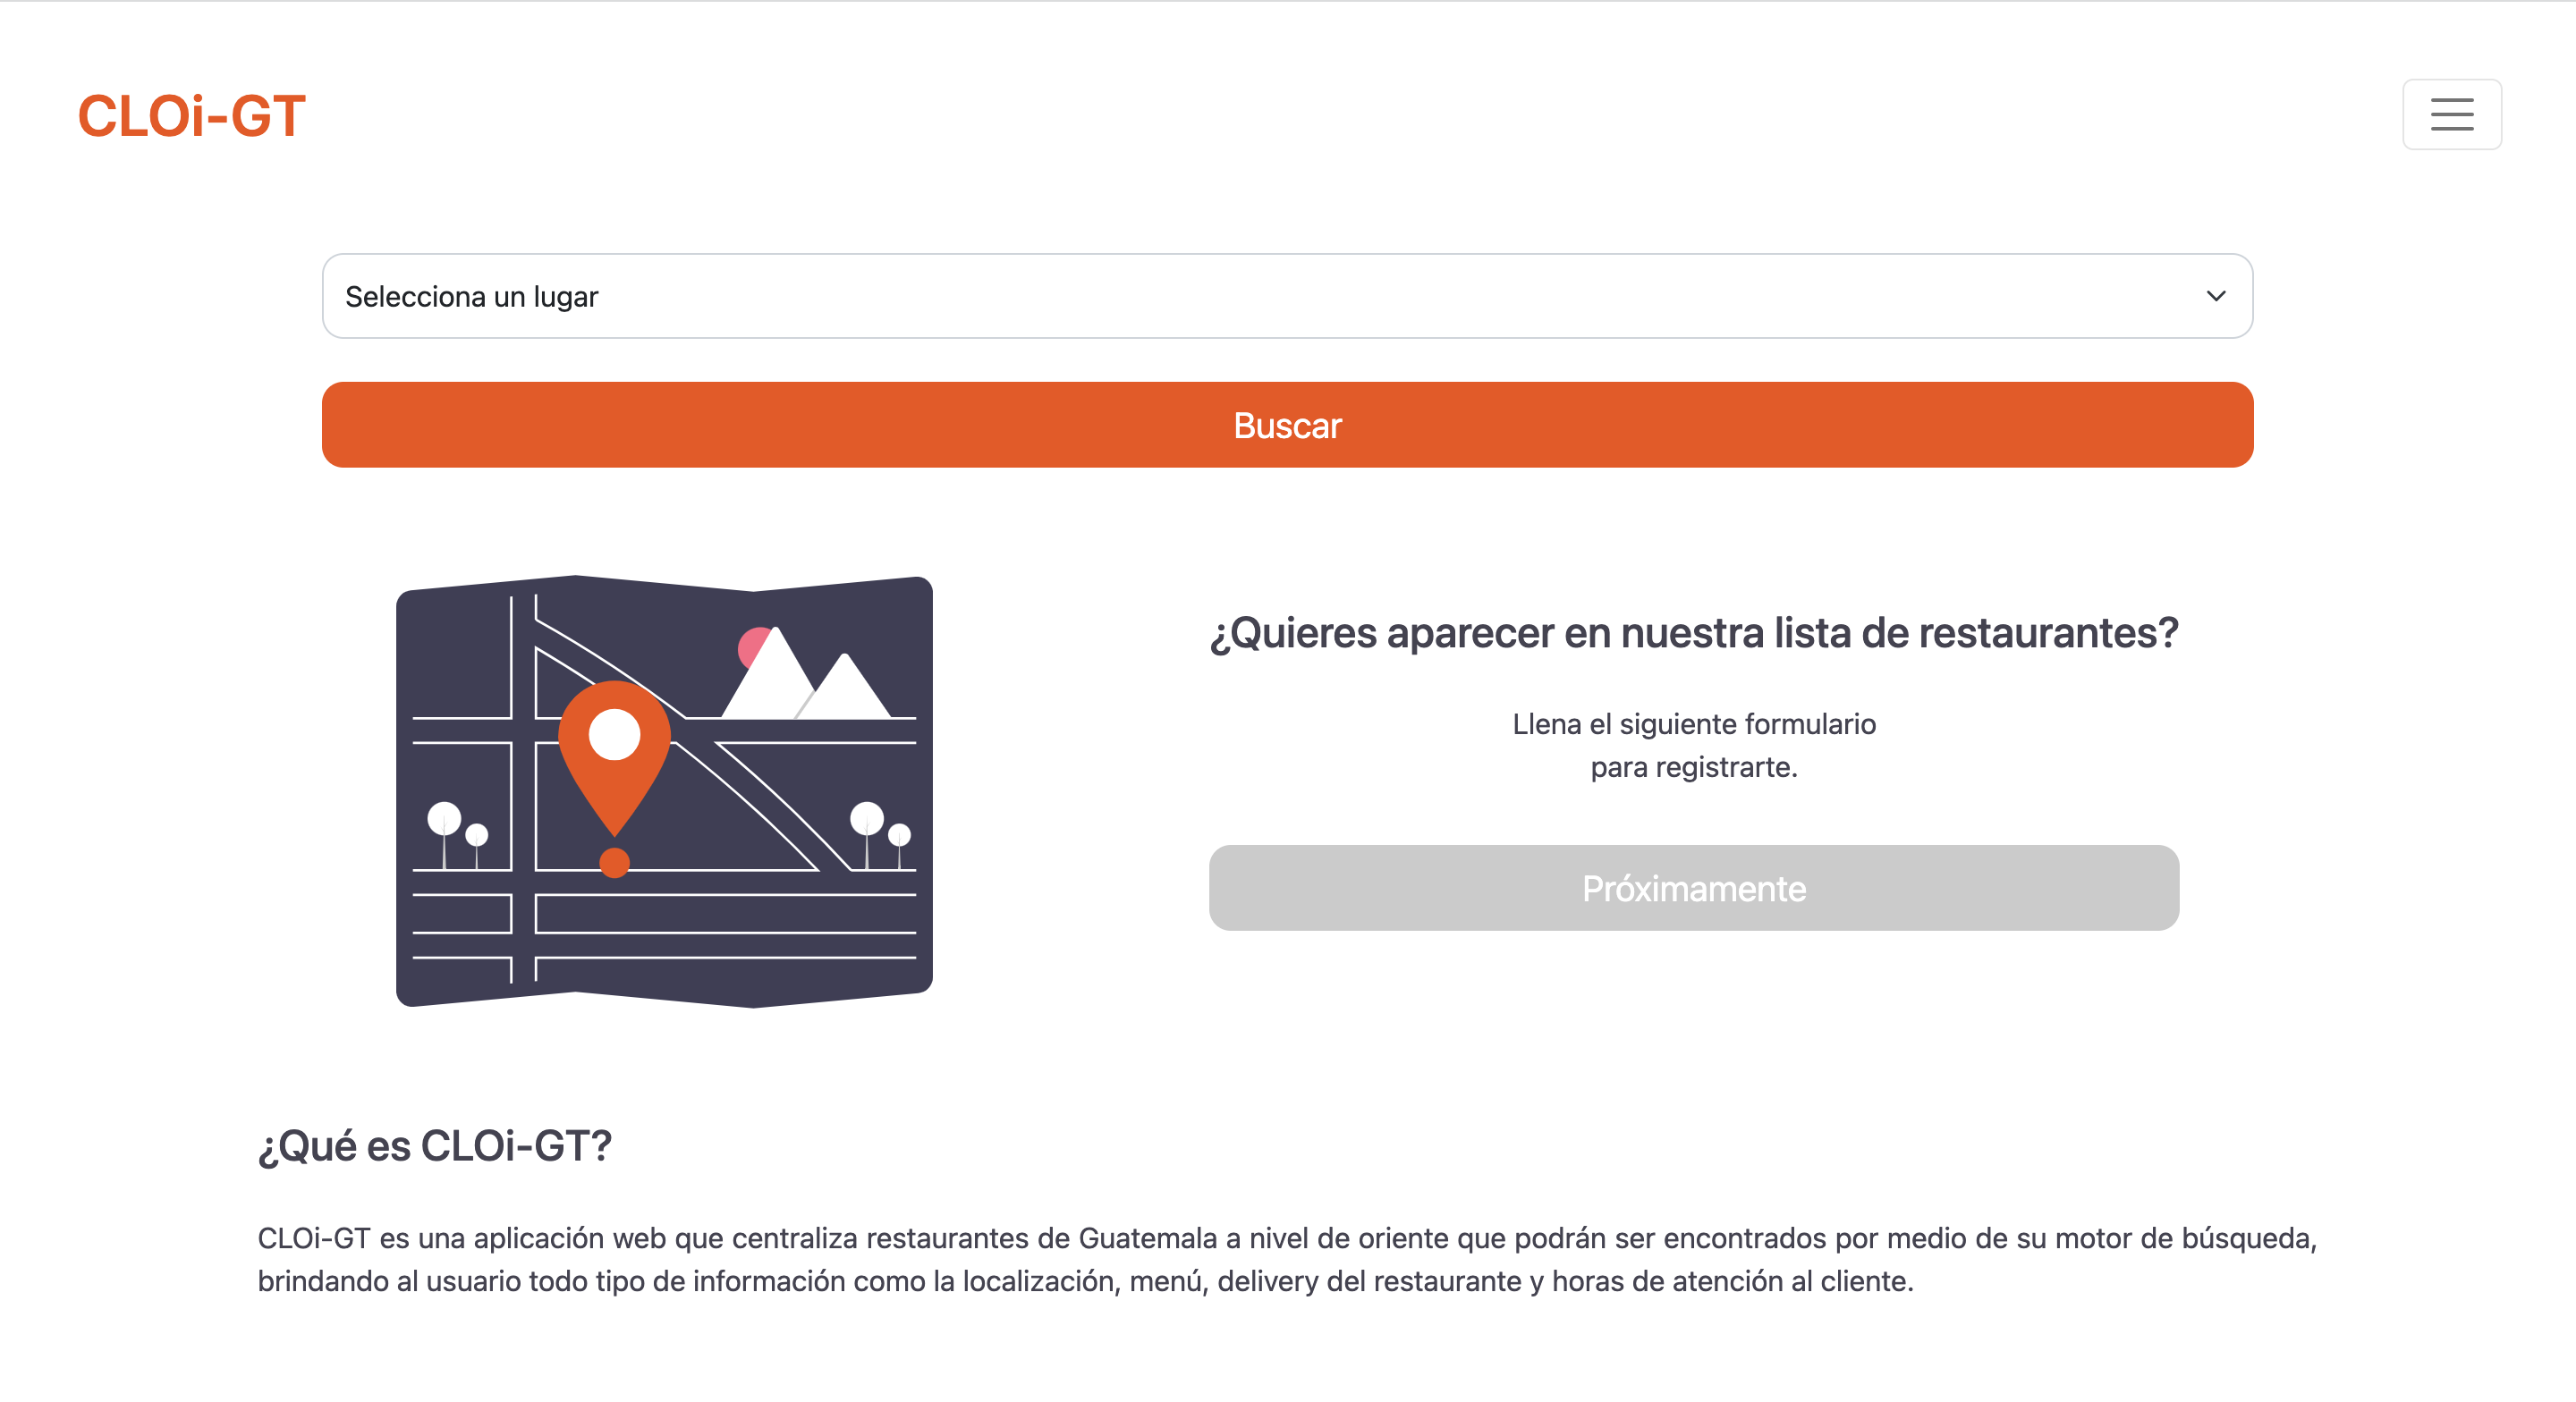 CLOi-GT
Selecciona un lugar
Buscar
¿Quieres aparecer en nuestra lista de restaurantes?
Llena el siguiente formulario
para registrarte.
Próximamente
¿Qué es CLOi-GT?
CLOi-GT es una aplicación web que centraliza restaurantes de Guatemala a nivel de oriente que podrán ser encontrados por medio de su motor de búsqueda,
brindando al usuario todo tipo de información como la localización, menú, delivery del restaurante y horas de atención al cliente.